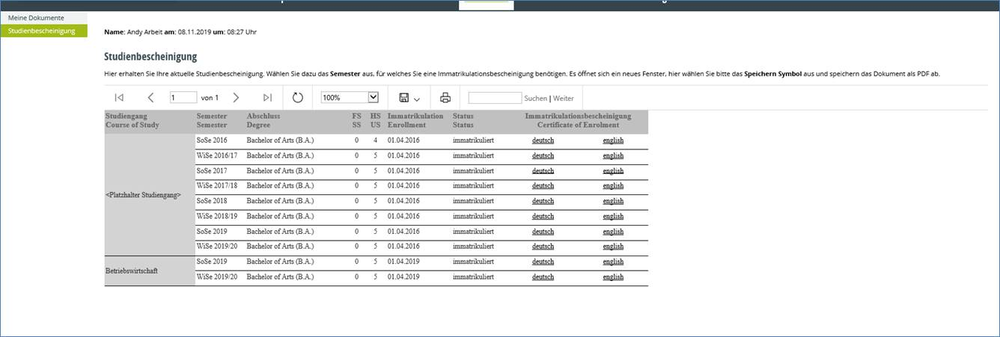 Meine Dokumente
Studienbescheinigung
Name: Andy Arbeit am: 08.11.2019 um: 08:27 Uhr
Studienbescheinigung
Hier erhalten Sie Ihre aktuelle Studienbescheinigung. Wählen Sie dazu das Semester aus, für welches Sie eine Immatrikulationsbescheinigung benötigen. Es öffnet sich ein neues Fenster, hier wählen Sie bitte das Speichern Symbol aus und speichern das Dokument als PDF ab.
1 von 1 100% Suchen | Weiter
Studiengang Semester Abschluss FS HS Immatrikulation Status Immatrikulationsbescheinigung
Course of Study Semester Degree SS US Enrollment Status Certificate of Enrolment
SoSe 2016 Bachelor of Arts (B.A.) 0 4 01.04.2016 immatrikuliert deutsch english
WiSe 2016/17 Bachelor of Arts (B.A.) 0 5 01.04.2016 immatrikuliert deutsch english
SoSe 2017 Bachelor of Arts (B.A.) 0 5 01.04.2016 immatrikuliert deutsch english
WiSe 2017/18 Bachelor of Arts (B.A.) 0 5 01.04.2016 immatrikuliert deutsch english
<Platzhalter Studiengang>
SoSe 2018 Bachelor of Arts (B.A.) 0 5 01.04.2016 immatrikuliert deutsch english
WiSe 2018/19 Bachelor of Arts (B.A.) 0 5 01.04.2016 immatrikuliert deutsch english
SoSe 2019 Bachelor of Arts (B.A.) 0 5 01.04.2016 immatrikuliert deutsch english
WiSe 2019/20 Bachelor of Arts (B.A.) 0 5 01.04.2016 immatrikuliert deutsch english
SoSe 2019 Bachelor of Arts (B.A.) 0 5 01.04.2019 immatrikuliert deutsch english
Betriebswirtschaft
WiSe 2019/20 Bachelor of Arts (B.A.) 0 5 01.04.2019 immatrikuliert deutsch english